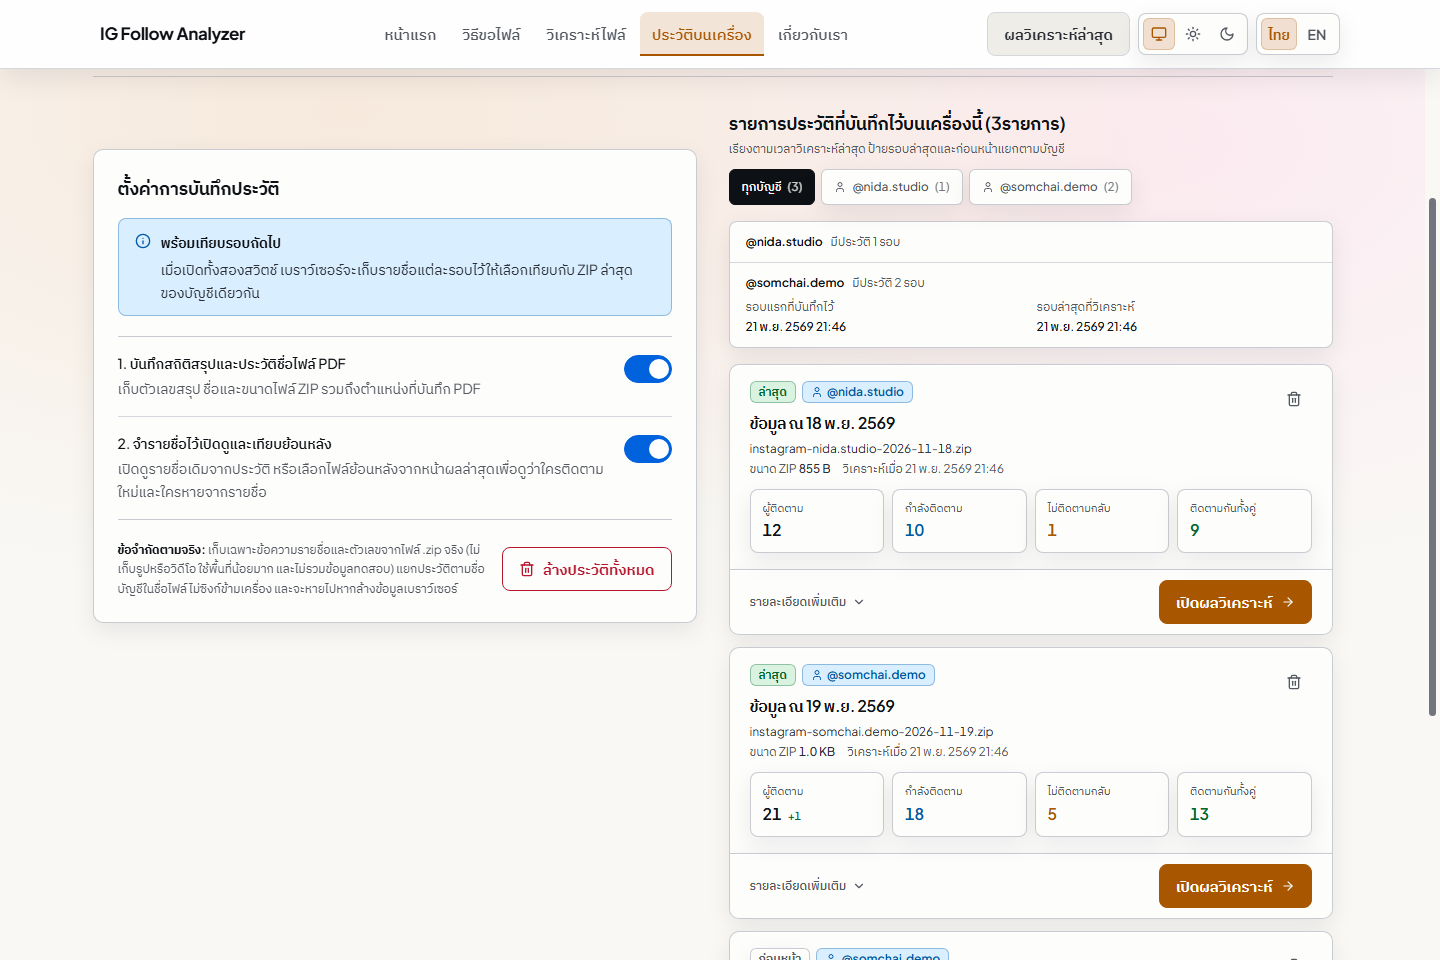 IG Follow Analyzer
หน้าแรก
วิธีขอไฟล์
วิเคราะห์ไฟล์
ประวัติบนเครื่อง
เกี่ยวกับเรา
ผลวิเคราะห์ล่าสุด
ไทย
EN
ตั้งค่าการบันทึกประวัติ
พร้อมเทียบรอบถัดไป
เมื่อเปิดทั้งสองสวิตช์ เบราว์เซอร์จะเก็บรายชื่อแต่ละรอบไว้ให้เลือกเทียบกับ ZIP ล่าสุด
ของบัญชีเดียวกัน
1. บันทึกสถิติสรุปและประวัติชื่อไฟล์ PDF
เก็บตัวเลขสรุป ชื่อและขนาดไฟล์ ZIP รวมถึงตำแหน่งที่บันทึก PDF
2. จำรายชื่อไว้เปิดดูและเทียบย้อนหลัง
เปิดดูรายชื่อเดิมจากประวัติ หรือเลือกไฟล์ย้อนหลังจากหน้าผลล่าสุดเพื่อดูว่าใครติดตาม
ใหม่และใครหายจากรายชื่อ
ข้อจำกัดตามจริง: เก็บเฉพาะข้อความรายชื่อและตัวเลขจากไฟล์ .zip จริง (ไม่
เก็บรูปหรือวิดีโอ ใช้พื้นที่น้อยมาก และไม่รวมข้อมูลทดสอบ) แยกประวัติตามชื่อ
บัญชีในชื่อไฟล์ ไม่ซิงก์ข้ามเครื่อง และจะหายไปหากล้างข้อมูลเบราว์เซอร์
ล้างประวัติทั้งหมด
รายการประวัติที่บันทึกไว้บนเครื่องนี้ (3รายการ)
เรียงตามเวลาวิเคราะห์ล่าสุด ป้ายรอบล่าสุดและก่อนหน้าแยกตามบัญชี
ทุกบัญชี (3)
@nida.studio (1)
@somchai.demo (2)
@nida.studio มีประวัติ 1 รอบ
@somchai.demo มีประวัติ 2 รอบ
รอบแรกที่บันทึกไว้
21 พ.ย. 2569 21:46
รอบล่าสุดที่วิเคราะห์
21 พ.ย. 2569 21:46
ล่าสุด
@nida.studio
ข้อมูล ณ 18 พ.ย. 2569
instagram-nida.studio-2026-11-18.zip
ขนาด ZIP 855 B วิเคราะห์เมื่อ 21 พ.ย. 2569 21:46
ผู้ติดตาม
12
กำลังติดตาม
10
ไม่ติดตามกลับ
1
ติดตามกันทั้งคู่
9
รายละเอียดเพิ่มเติม
เปิดผลวิเคราะห์
ล่าสุด
@somchai.demo
ข้อมูล ณ 19 พ.ย. 2569
instagram-somchai.demo-2026-11-19.zip
ขนาด ZIP 1.0 KB วิเคราะห์เมื่อ 21 พ.ย. 2569 21:46
ผู้ติดตาม
21 +1
กำลังติดตาม
18
ไม่ติดตามกลับ
5
ติดตามกันทั้งคู่
13
รายละเอียดเพิ่มเติม
เปิดผลวิเคราะห์
ก่อนหน้า
@somchai.demo